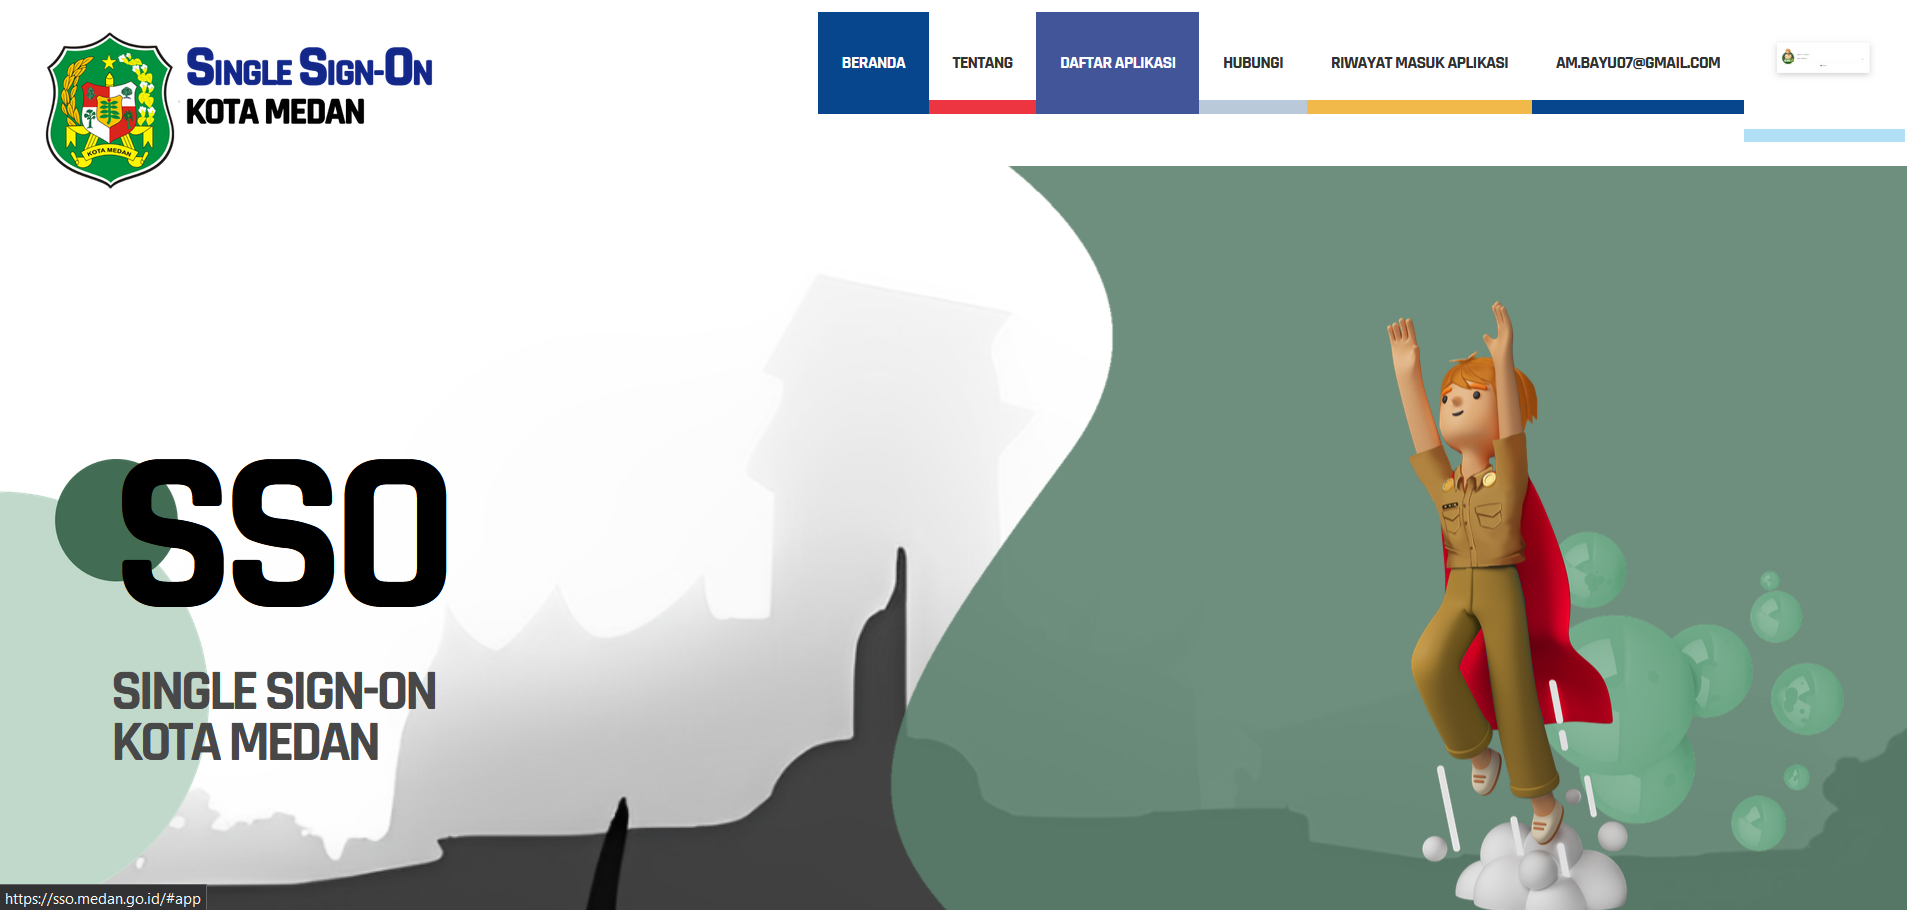 SINGLE SIGN-ON
KOTA MEDAN
KOTA MEDAN
BERANDA
TENTANG
DAFTAR APLIKASI
HUBUNGI
RIWAYAT MASUK APLIKASI
AM.BAYU07@GMAIL.COM
SSO
SINGLE SIGN-ON
KOTA MEDAN
https://sso.medan.go.id/#app